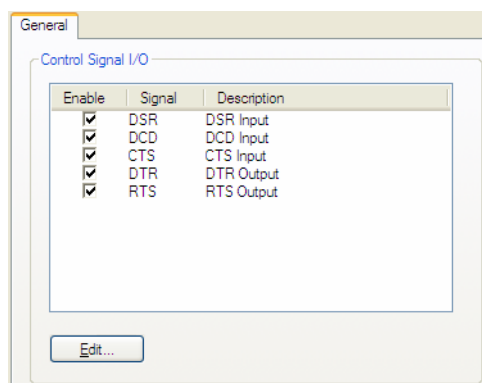 General
Control Signal I/O
Enable Signal Description
DSR DSR Input
DCD DCD Input
CTS CTS Input
DTR DTR Output
RTS RTS Output
Edit...